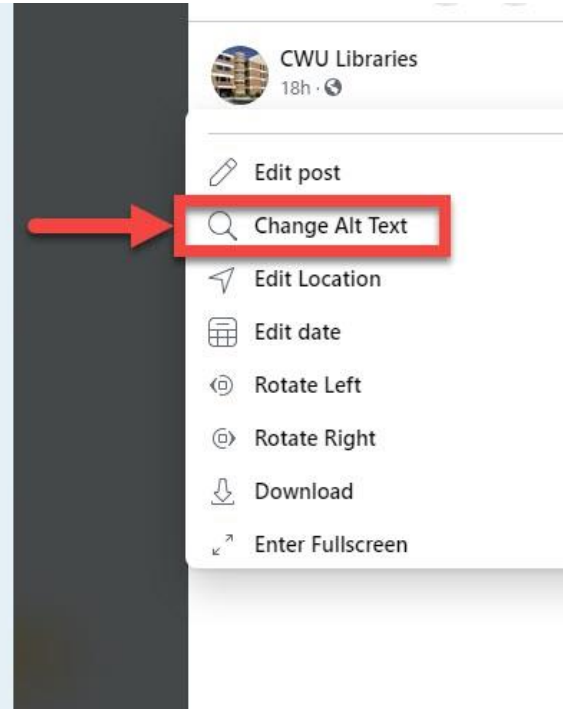 CWU Libraries
18h ·
Edit post
Change Alt Text
Edit Location
Edit date
Rotate Left
Rotate Right
Download
Enter Fullscreen